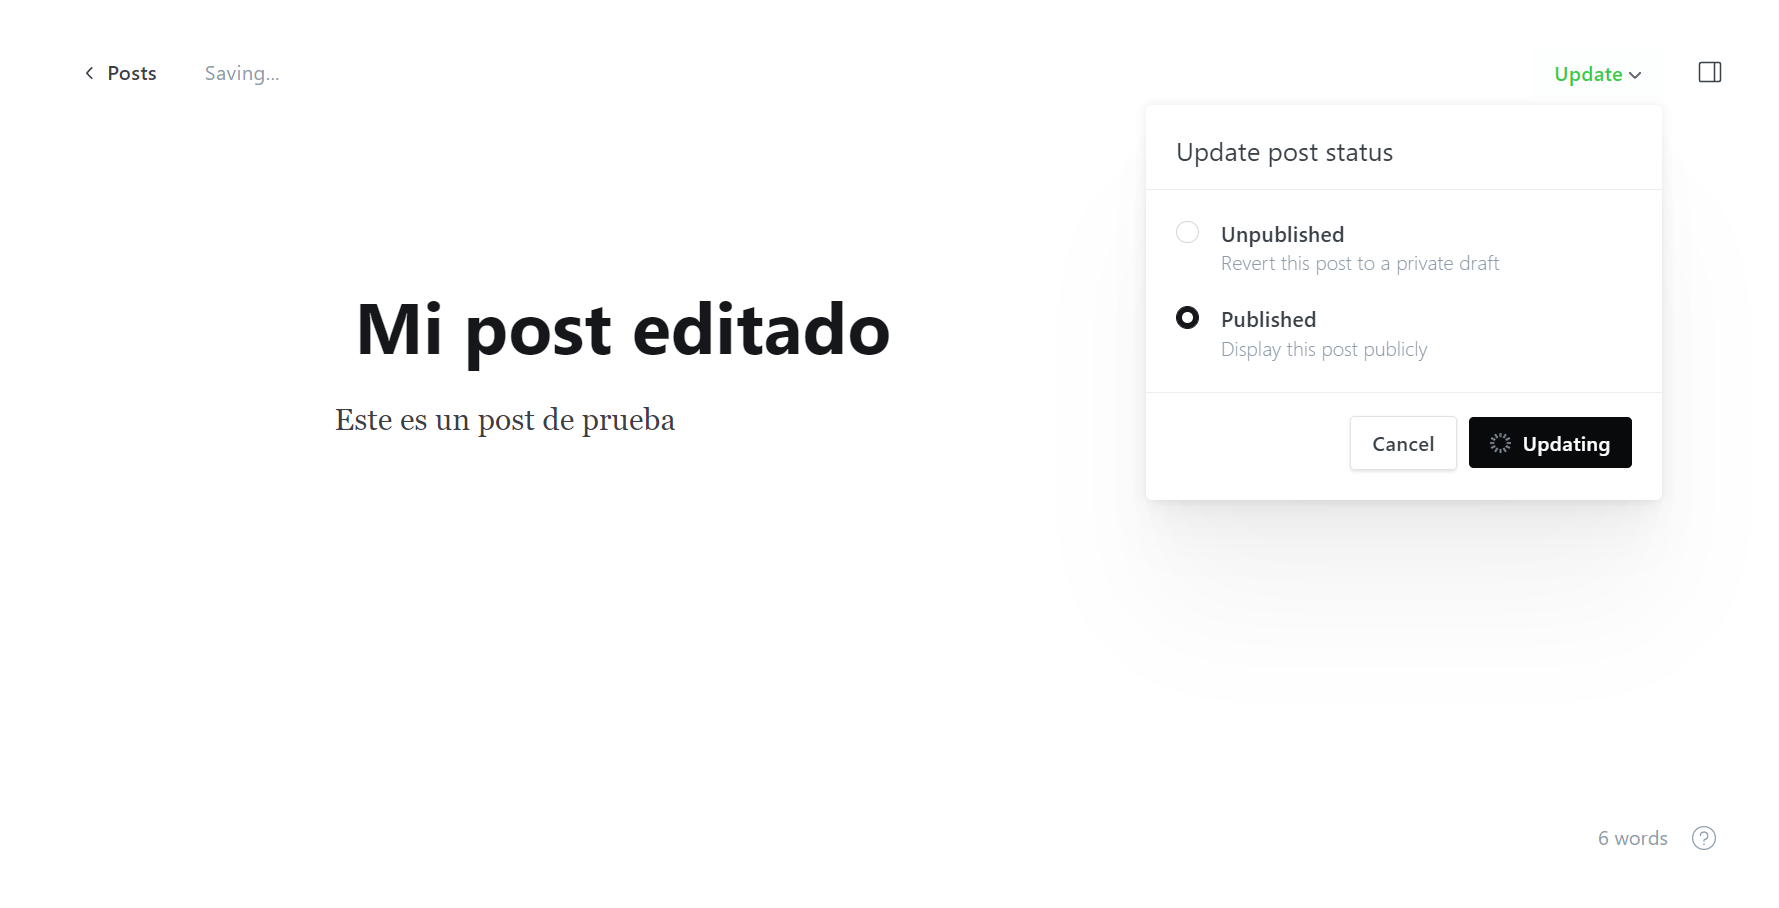 Posts
Saving...
Update
Update post status
Unpublished
Revert this post to a private draft
Published
Display this post publicly
Cancel
Updating
Mi post editado
Este es un post de prueba
6 words
?